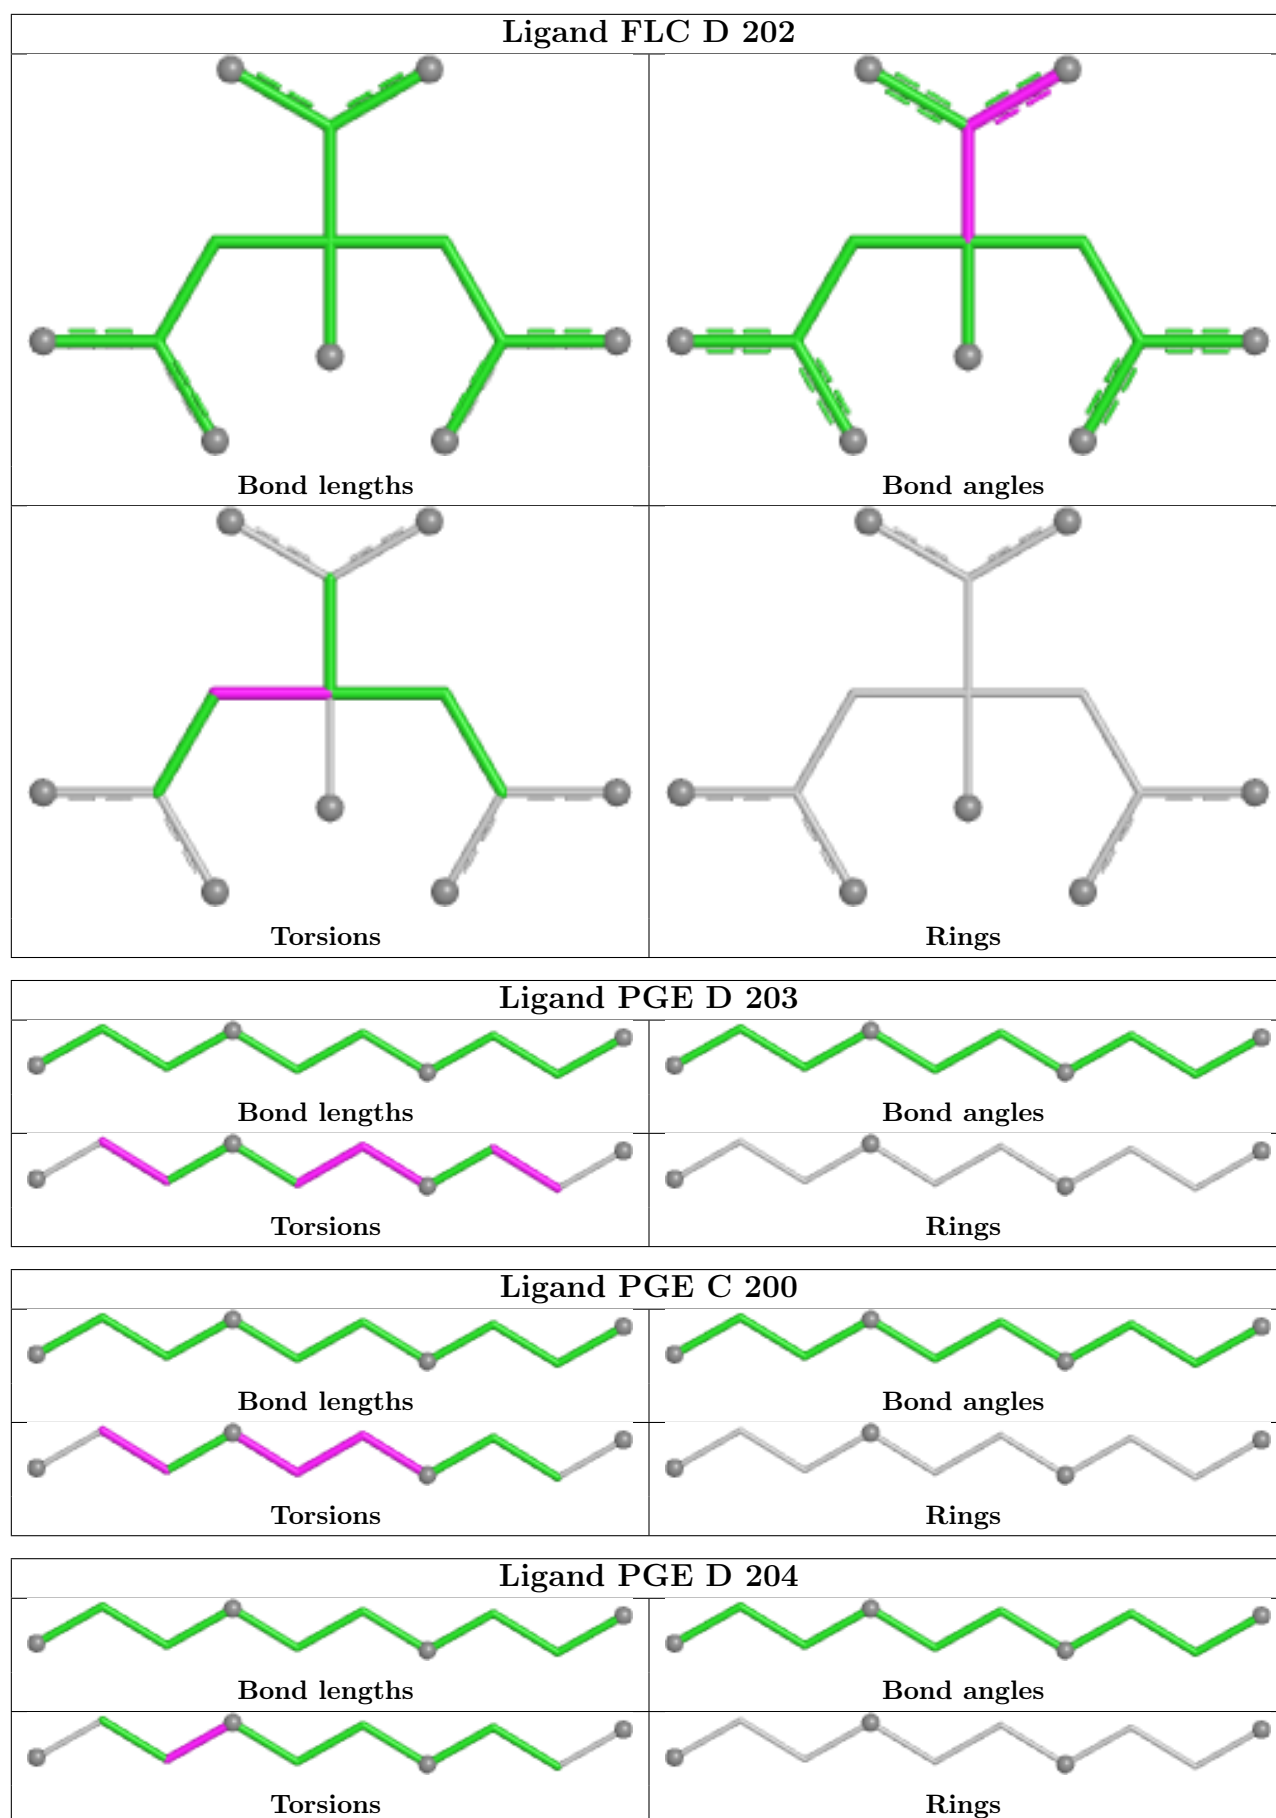 Ligand FLC D 202
Bond lengths
Bond angles
Torsions
Rings
Ligand PGE D 203
Bond lengths
Bond angles
Torsions
Rings
Ligand PGE C 200
Bond lengths
Bond angles
Torsions
Rings
Ligand PGE D 204
Bond lengths
Bond angles
Torsions
Rings